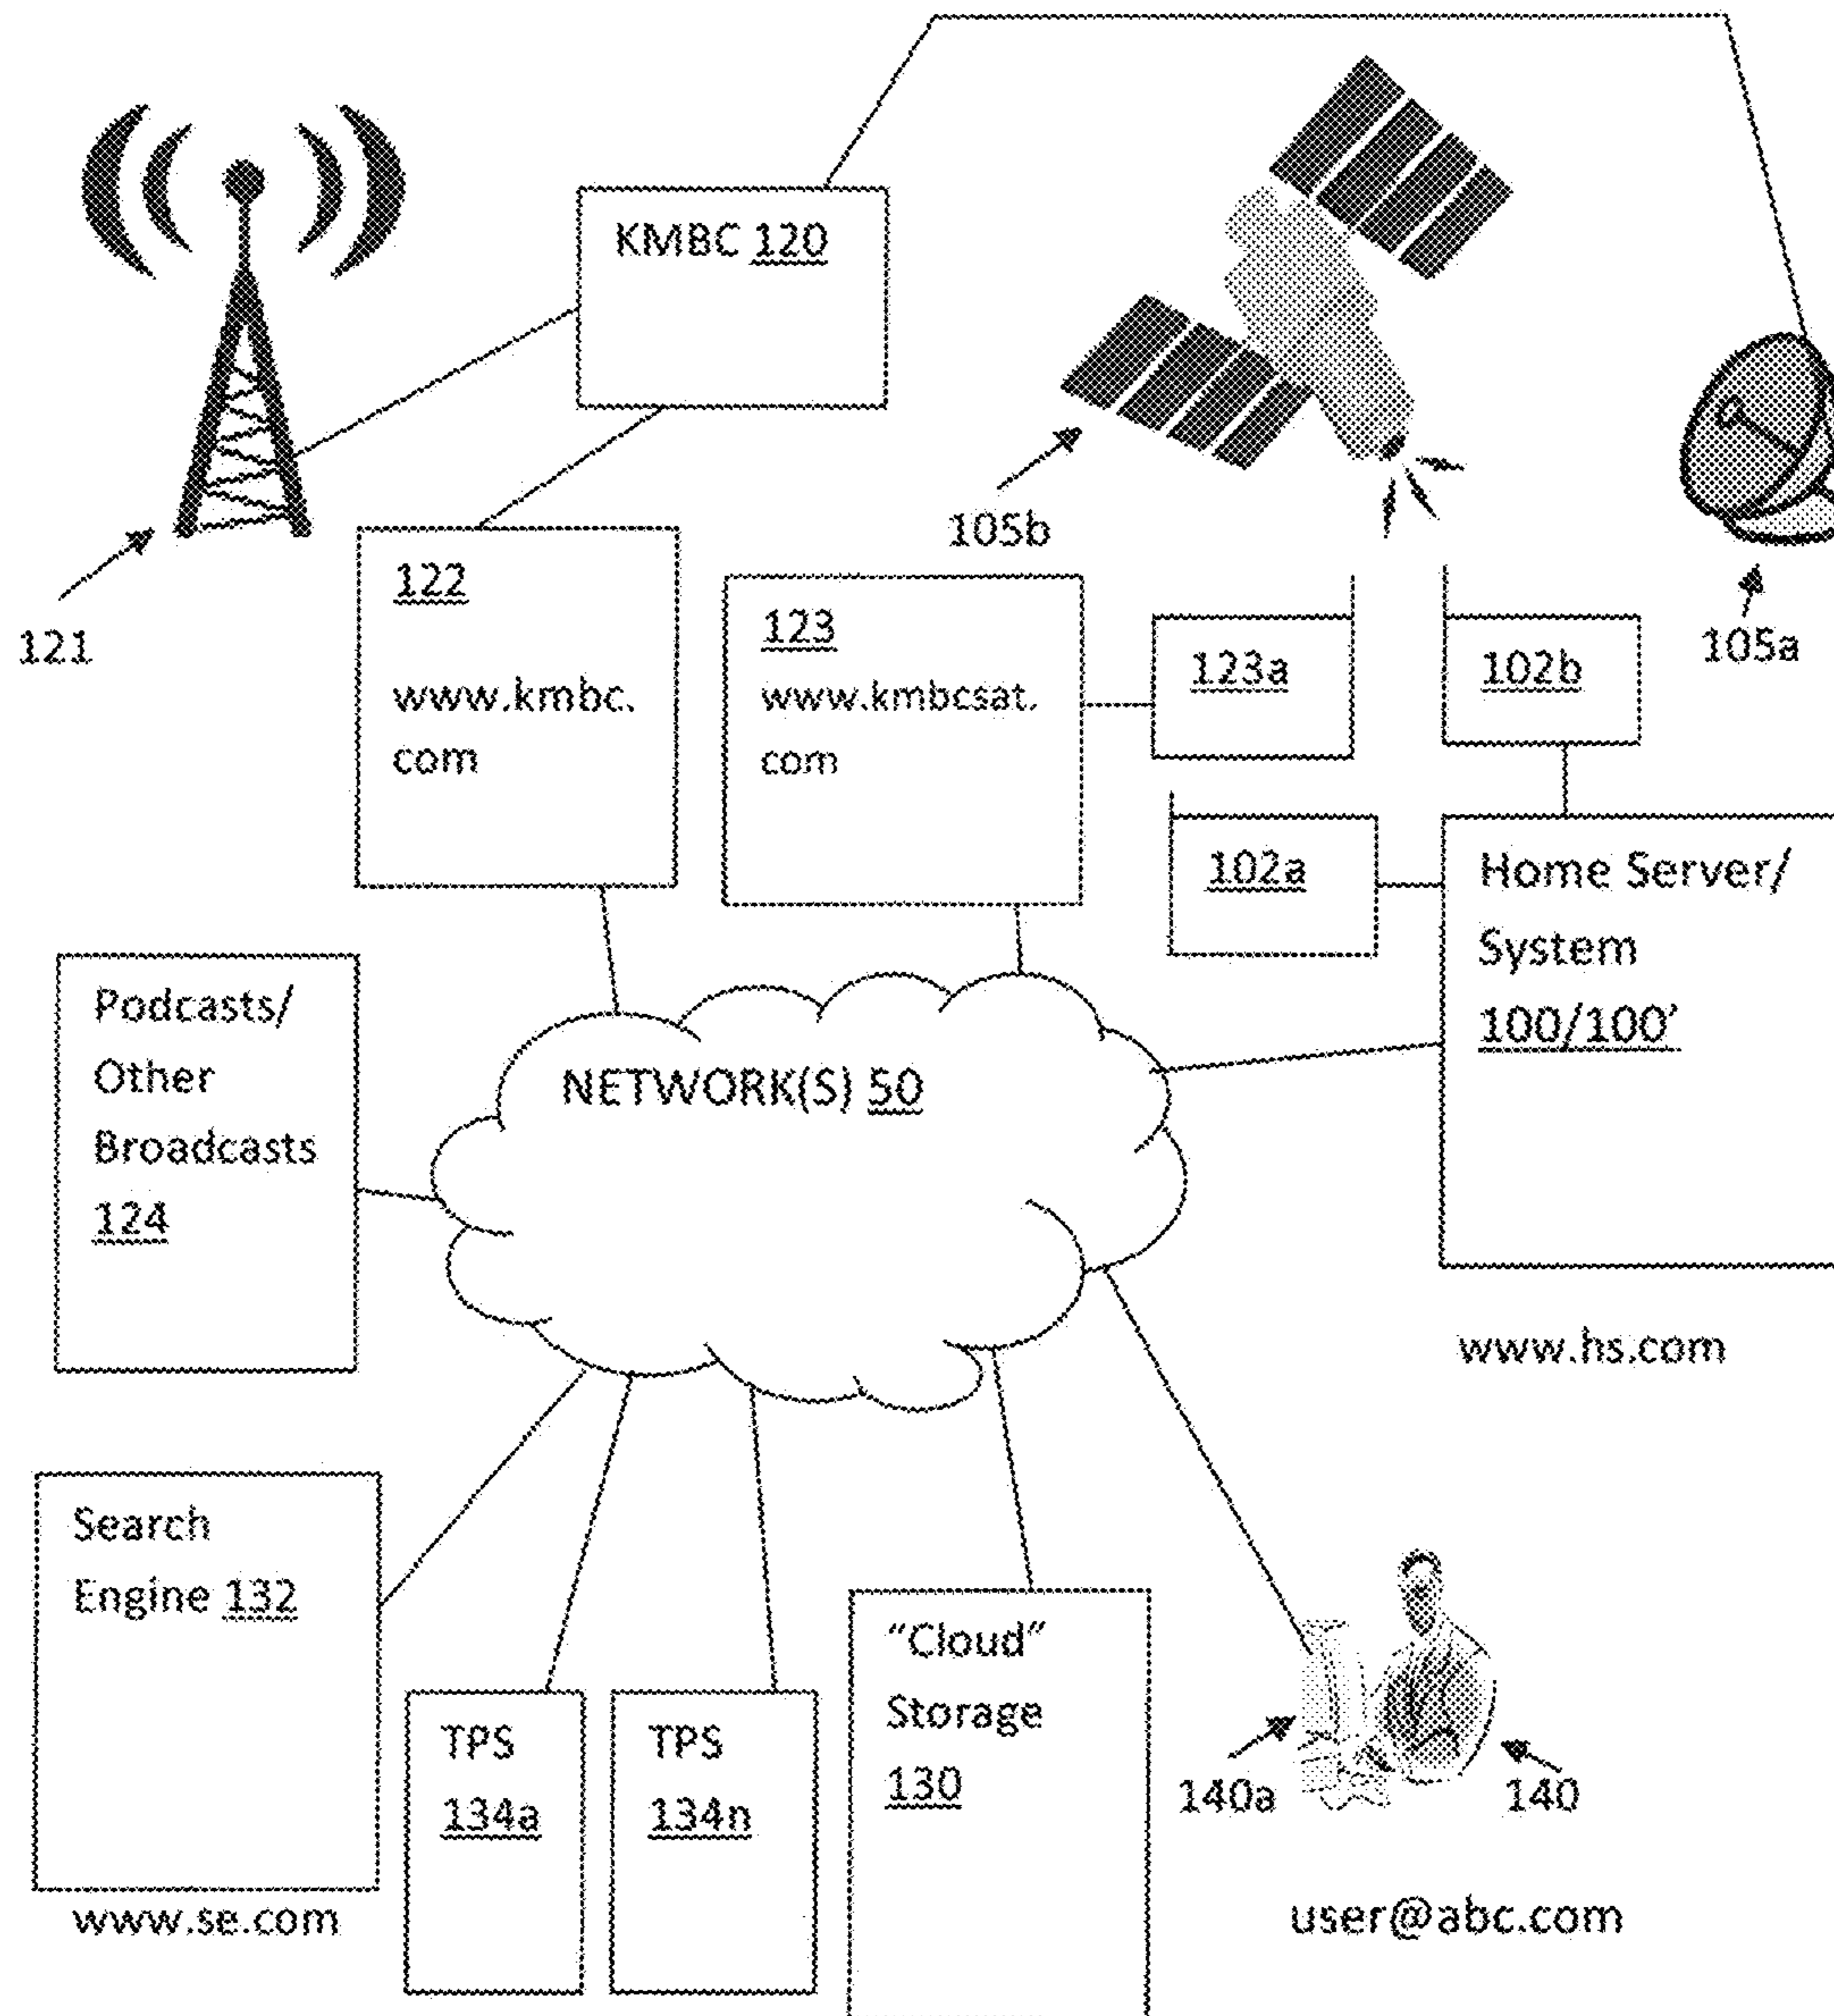 KMBC 120
105b
121
105a
122
www.kmbc.
com
123
www.kmbcsat.
com
123a
102b
102a
Home Server/
System
100/100'
Podcasts/
Other
Broadcasts
124
NETWORK(S) 50
www.hs.com
Search
Engine 132
www.se.com
TPS
134a
TPS
134n
"Cloud"
Storage
130
140a
140
user@abc.com